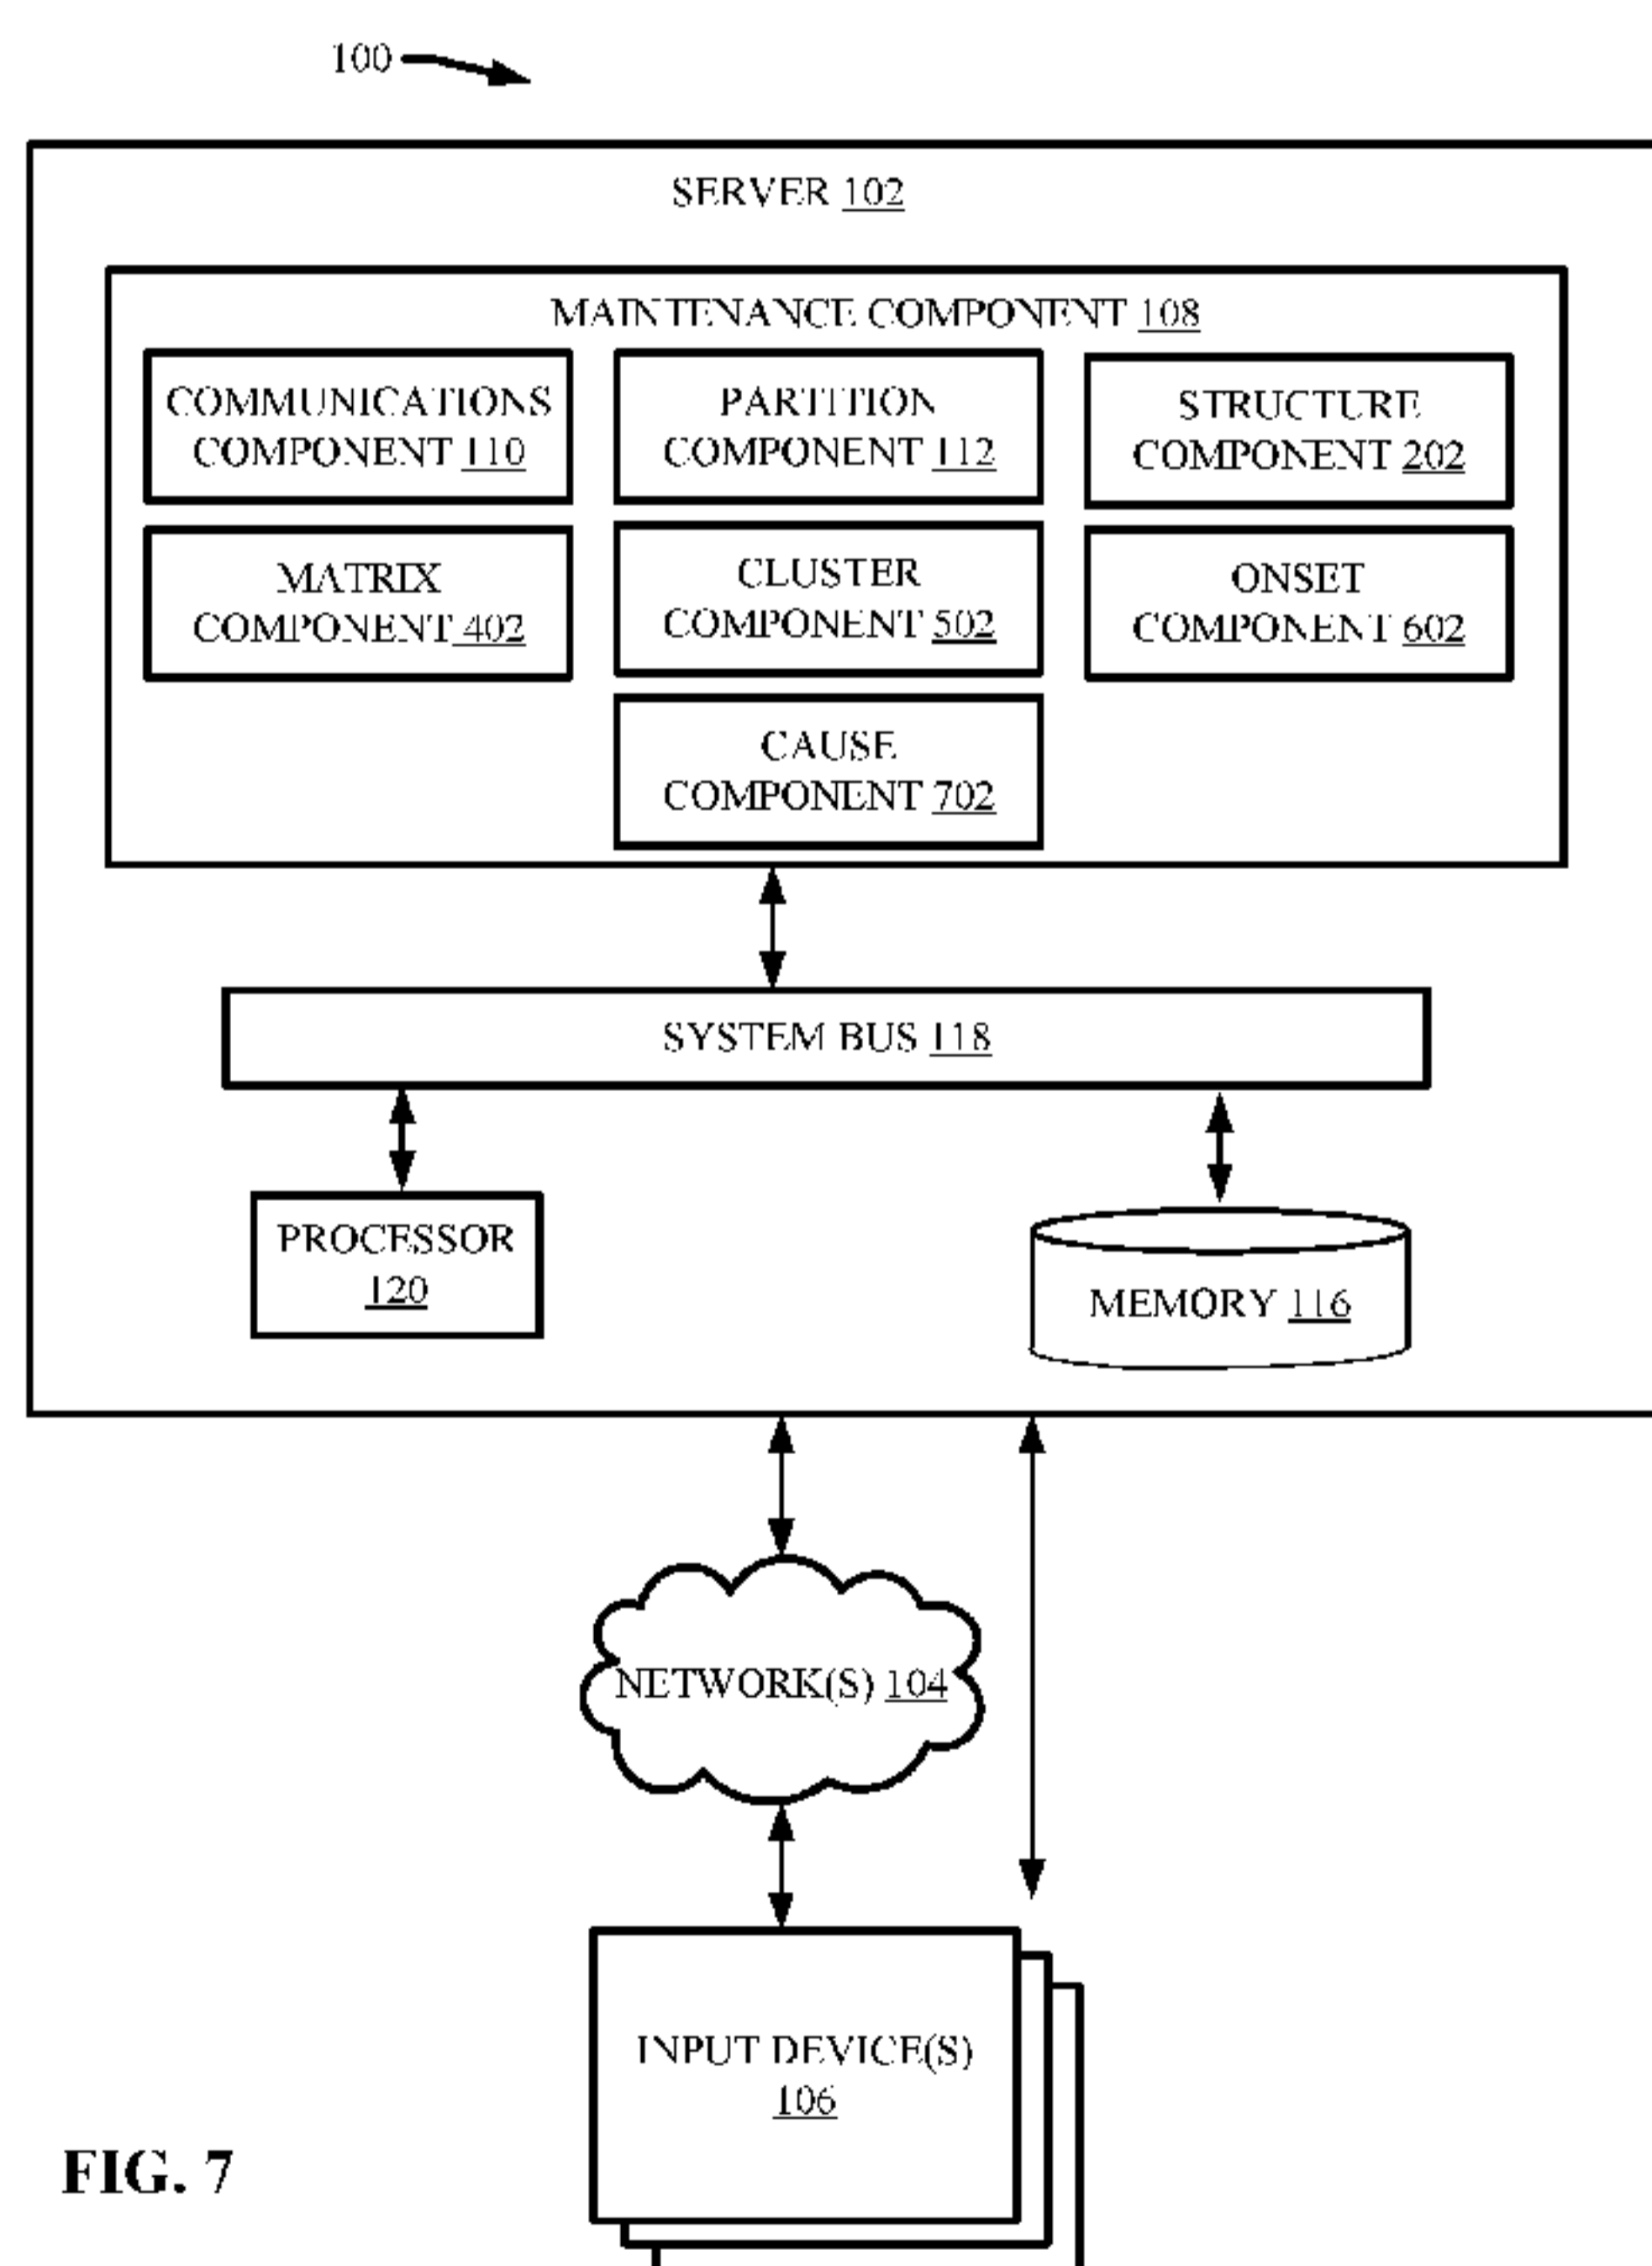 100
SERVER 102
MAINTENANCE COMPONENT 108
COMMUNICATIONS
COMPONENT 110
PARTITION
COMPONENT 112
STRUCTURE
COMPONENT 202
MATRIX
COMPONENT 402
CLUSTER
COMPONENT 502
ONSET
COMPONENT 602
CAUSE
COMPONENT 702
SYSTEM BUS 118
PROCESSOR
120
MEMORY 116
NETWORK(S) 104
INPUT DEVICE(S)
106
FIG. 7